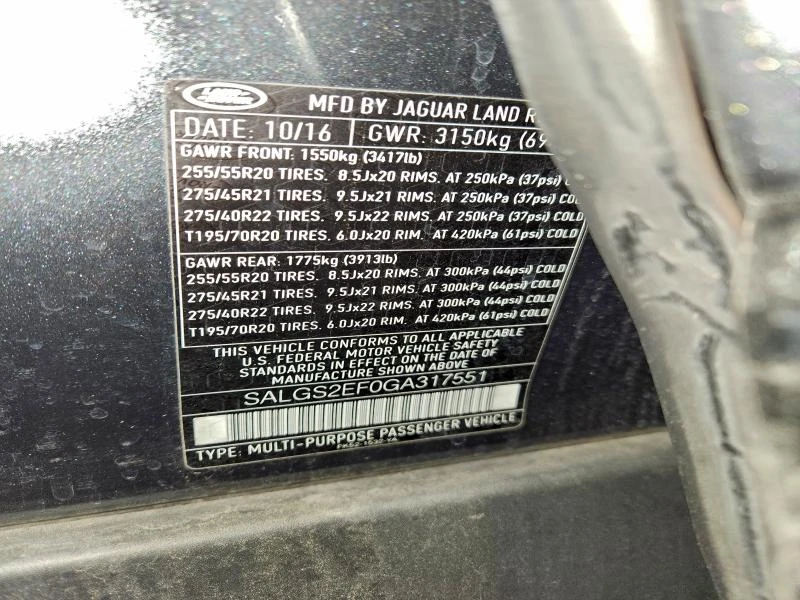 LAND ROVER
MFD BY JAGUAR LAND R
DATE: 10/16 GWR: 3150kg (69
GAWR FRONT: 1550kg (3417lb)
255/55R20 TIRES. 8.5Jx20 RIMS. AT 250kPa (37psi) CO
275/45R21 TIRES. 9.5Jx21 RIMS. AT 250kPa (37psi) COL
275/40R22 TIRES. 9.5Jx22 RIMS. AT 250kPa (37psi) COLD
T195/70R20 TIRES. 6.0Jx20 RIM. AT 420kPa (61psi) COLD
GAWR REAR: 1775kg (3913lb)
255/55R20 TIRES. 8.5Jx20 RIMS. AT 300kPa (44psi) COLD
275/45R21 TIRES. 9.5Jx21 RIMS. AT 300kPa (44psi) COLD
275/40R22 TIRES. 9.5Jx22 RIMS. AT 300kPa (44psi) COLD
T195/70R20 TIRES. 6.0Jx20 RIM. AT 420kPa (61psi) COLD
THIS VEHICLE CONFORMS TO ALL APPLICABLE
U.S. FEDERAL MOTOR VEHICLE SAFETY
STANDARDS IN EFFECT ON THE DATE OF
MANUFACTURE SHOWN ABOVE
SALGS2EF0GA317551
TYPE: MULTI-PURPOSE PASSENGER VEHICLE